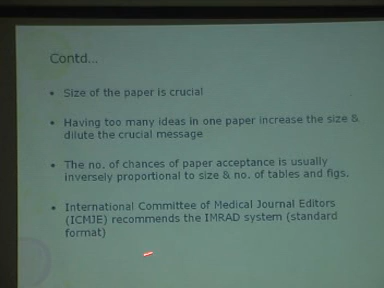 Contd...
• Size of the paper is crucial
• Having too many ideas in one paper increase the size &
dilute the crucial message
• The no. of chances of paper acceptance is usually
inversely proportional to size & no. of tables and figs.
• International Committee of Medical Journal Editors
(ICMJE) recommends the IMRAD system (standard
format)